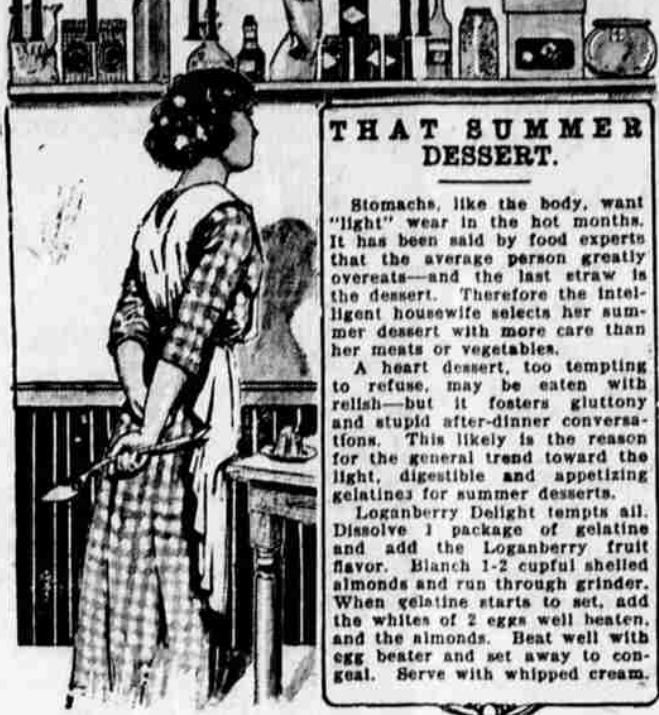 THAT SUMMER
DESSERT.
Stomachs, like the body, want
"light" wear in the hot months.
It has been said by food experts
that the average person greatly
overeats—and the last straw is
the dessert. Therefore the intel-
ligent housewife selects her sum-
mer dessert with more care than
her meats or vegetables.
A heart dessert, too tempting
to refuse, may be eaten with
relish—but it fosters gluttony
and stupid after-dinner conversa-
tions. This likely is the reason
for the general trend toward the
light, digestible and appetizing
gelatines for summer desserts.
Loganberry Delight tempts all.
Dissolve 1 package of gelatine
and add the Loganberry fruit
flavor. Blanch 1-2 cupful shelled
almonds and run through grinder.
When gelatine starts to set, add
the whites of 2 eggs well beaten,
and the almonds. Beat well with
egg beater and set away to con-
geal. Serve with whipped cream.